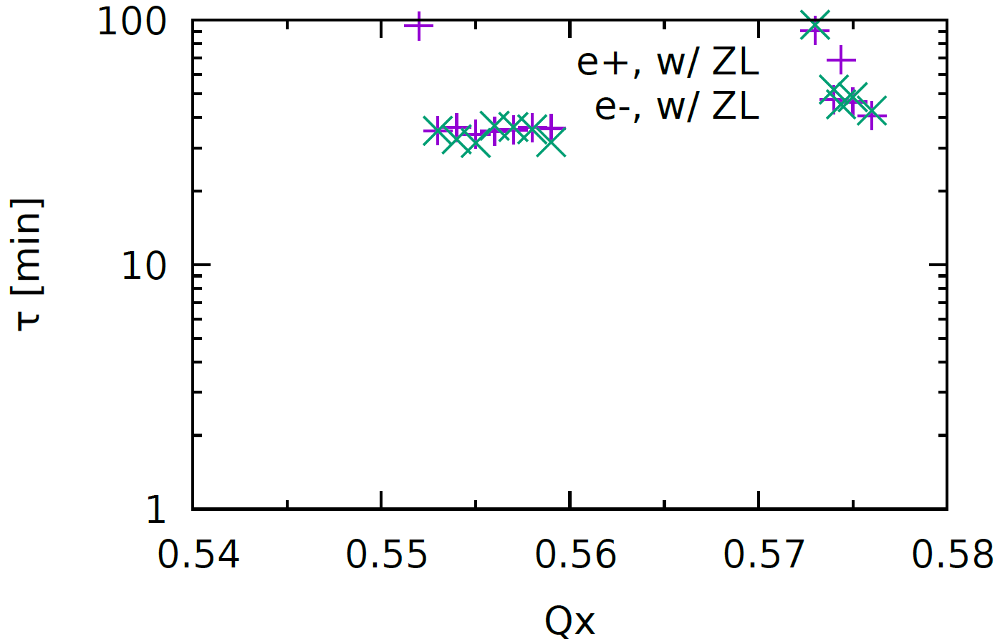 100
e+, w/ ZL
e-, w/ ZL
τ [min]
10
1
0.54 0.55 0.56 0.57 0.58
Qx